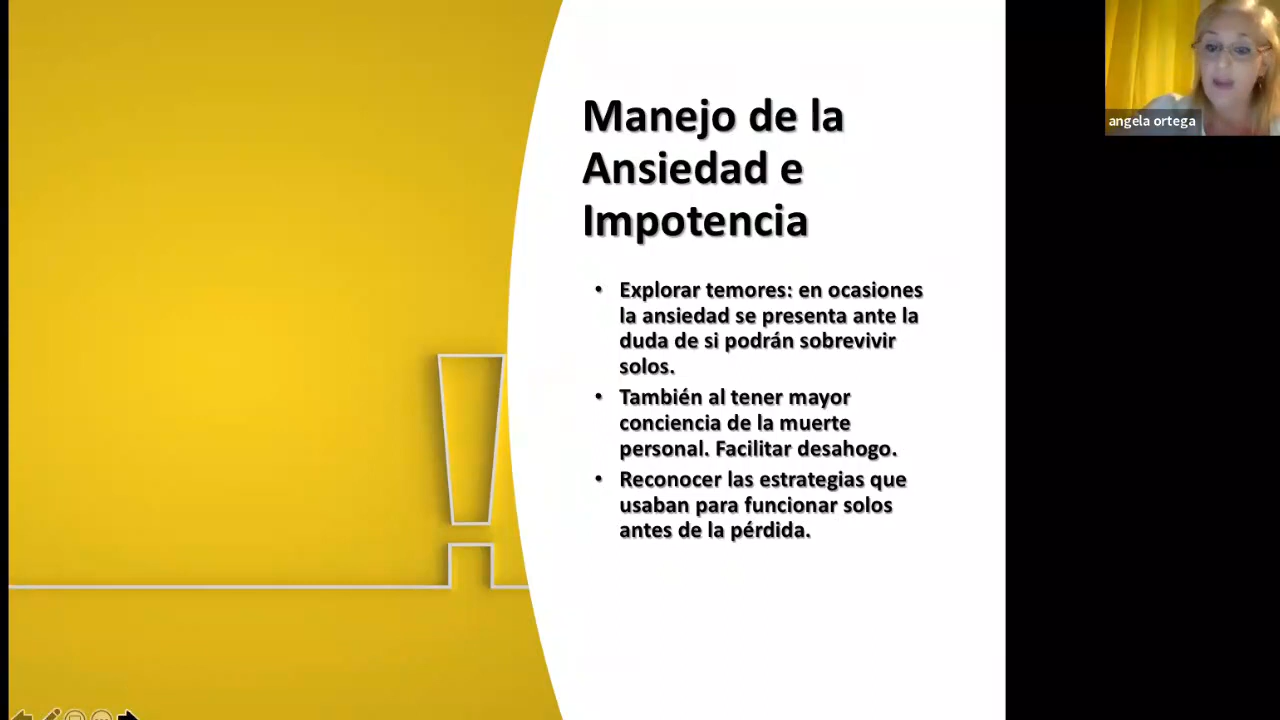 Manejo de la
Ansiedad e
Impotencia
• Explorar temores: en ocasiones
la ansiedad se presenta ante la
duda de si podrán sobrevivir
solos.
• También al tener mayor
conciencia de la muerte
personal. Facilitar desahogo.
• Reconocer las estrategias que
usaban para funcionar solos
antes de la pérdida.
angela ortega